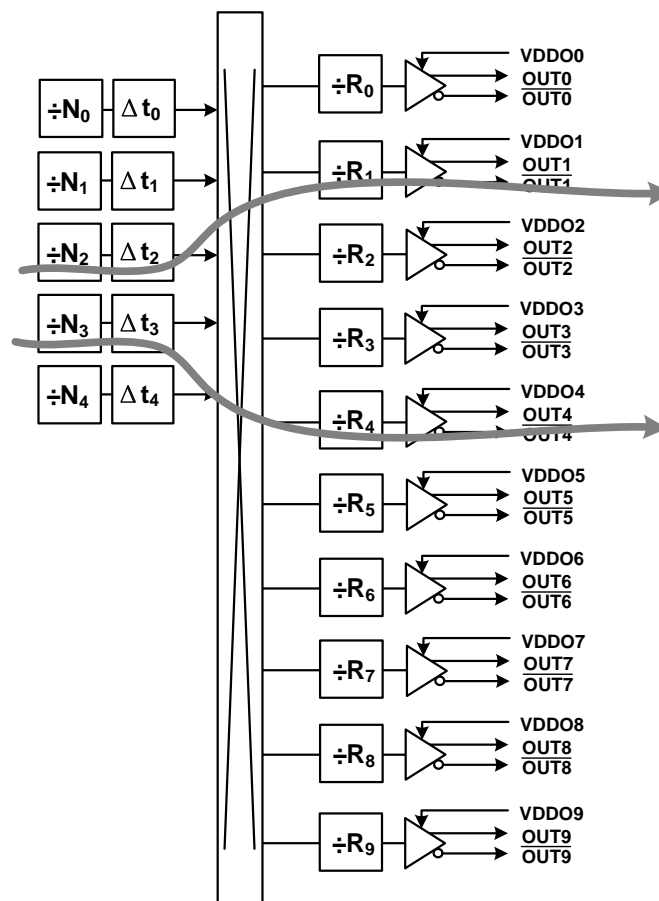 ÷N0 Δt0
÷N1 Δt1
÷N2 Δt2
÷N3 Δt3
÷N4 Δt4
÷R0
VDDO0
OUT0
OUT0
÷R1
VDDO1
OUT1
OUT1
÷R2
VDDO2
OUT2
OUT2
÷R3
VDDO3
OUT3
OUT3
÷R4
VDDO4
OUT4
OUT4
÷R5
VDDO5
OUT5
OUT5
÷R6
VDDO6
OUT6
OUT6
÷R7
VDDO7
OUT7
OUT7
÷R8
VDDO8
OUT8
OUT8
÷R9
VDDO9
OUT9
OUT9